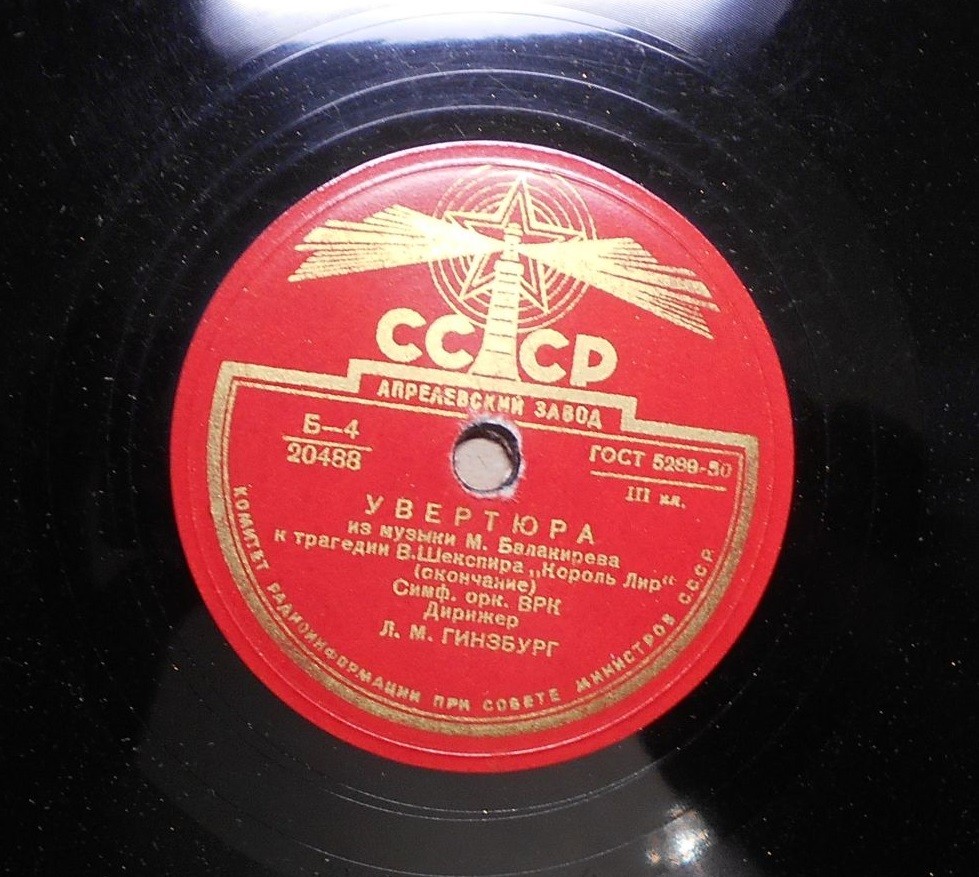 СССР
АПРЕЛЕВСКИЙ ЗАВОД
Б—4
20488
ГОСТ 5289-50
III кл.
УВЕРТЮРА
из музыки М. Балакирева
к трагедии В.Шекспира „Король Лир“
(окончание)
Симф. орк. ВРК
Дирижер
Л. М. ГИНЗБУРГ
КОМИТЕТ РАДИОИНФОРМАЦИИ ПРИ СОВЕТЕ МИНИСТРОВ СССР